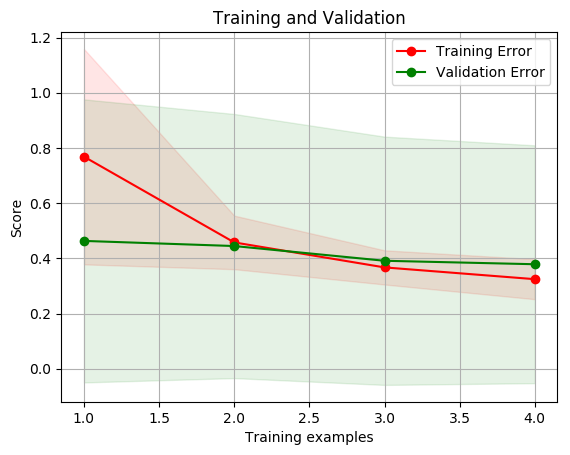 Training and Validation
Training Error
Validation Error
Score
1.2
1.0
0.8
0.6
0.4
0.2
0.0
1.0 1.5 2.0 2.5 3.0 3.5 4.0
Training examples